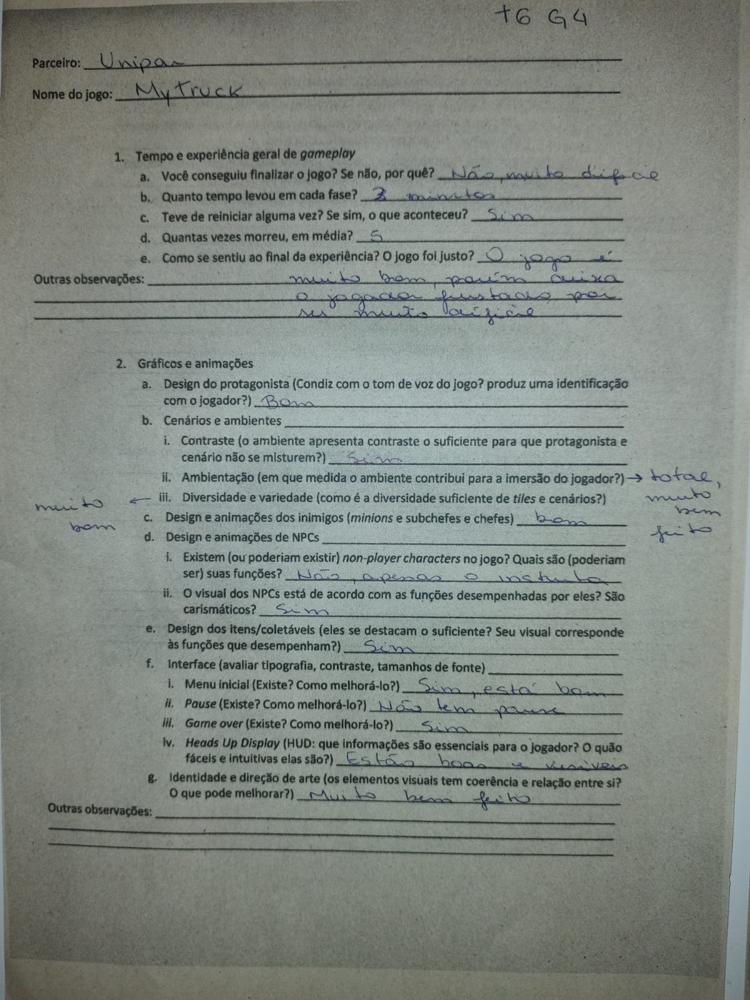 +6 G4
Parceiro: Unipar
Nome do jogo: MyTruck
1. Tempo e experiência geral de gameplay
a. Você conseguiu finalizar o jogo? Se não, por quê? Não, muito dificil
b. Quanto tempo levou em cada fase? 3 minutos
c. Teve de reiniciar alguma vez? Se sim, o que aconteceu? Sim
d. Quantas vezes morreu, em média? 5
e. Como se sentiu ao final da experiência? O jogo foi justo? O jogo é
Outras observações: muito bom, porém deixa
o jogador frustado por
ser muito dificil
2. Gráficos e animações
a. Design do protagonista (Condiz com o tom de voz do jogo? produz uma identificação
com o jogador?) Bom
b. Cenários e ambientes
i. Contraste (o ambiente apresenta contraste o suficiente para que protagonista e
cenário não se misturem?) Sim
ii. Ambientação (em que medida o ambiente contribui para a imersão do jogador?) → total,
muito
bem
feito
iii. Diversidade e variedade (como é a diversidade suficiente de tiles e cenários?)
← muito
bom
c. Design e animações dos inimigos (minions e subchefes e chefes) bom
d. Design e animações de NPCs
i. Existem (ou poderiam existir) non-player characters no jogo? Quais são (poderiam
ser) suas funções? Não, apenas o
ii. O visual dos NPCs está de acordo com as funções desempenhadas por eles? São
carismáticos? Sim
e. Design dos itens/coletáveis (eles se destacam o suficiente? Seu visual corresponde
às funções que desempenham?) Sim
f. Interface (avaliar tipografia, contraste, tamanhos de fonte)
i. Menu inicial (Existe? Como melhorá-lo?) Sim, está bom
ii. Pause (Existe? Como melhorá-lo?) Não tem pause
iii. Game over (Existe? Como melhorá-lo?) Sim
iv. Heads Up Display (HUD: que informações são essenciais para o jogador? O quão
fáceis e intuitivas elas são?) Estão boas e visiveis
g. Identidade e direção de arte (os elementos visuais tem coerência e relação entre si?
O que pode melhorar?) Muito bem feito
Outras observações: